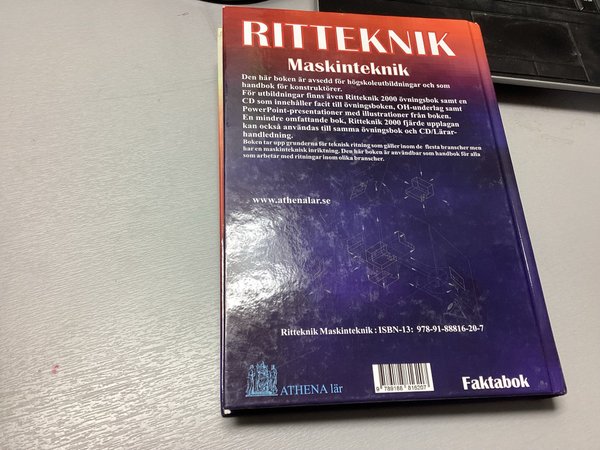 RITTEKNIK
Maskinteknik
Den här boken är avsedd för högskoleutbildningar och som
handbok för konstruktörer.
För utbildningar finns även Ritteknik 2000 övningsbok samt en
CD som innehåller facit till övningsboken, OH-underlag samt
PowerPoint-presentationer med illustrationer från boken.
En mindre omfattande bok, Ritteknik 2000 fjärde upplagan
kan också användas till samma övningsbok och CD/Lärar-
handledning.
Boken tar upp grunderna för teknisk ritning som gäller inom de flesta branscher men
har en maskinteknisk inriktning. Den här boken är användbar som handbok för alla
som arbetar med ritningar inom olika branscher.
www.athenalar.se
Ritteknik Maskinteknik : ISBN-13: 978-91-88816-20-7
ATHENA lär
9 789188 816207
Faktabok